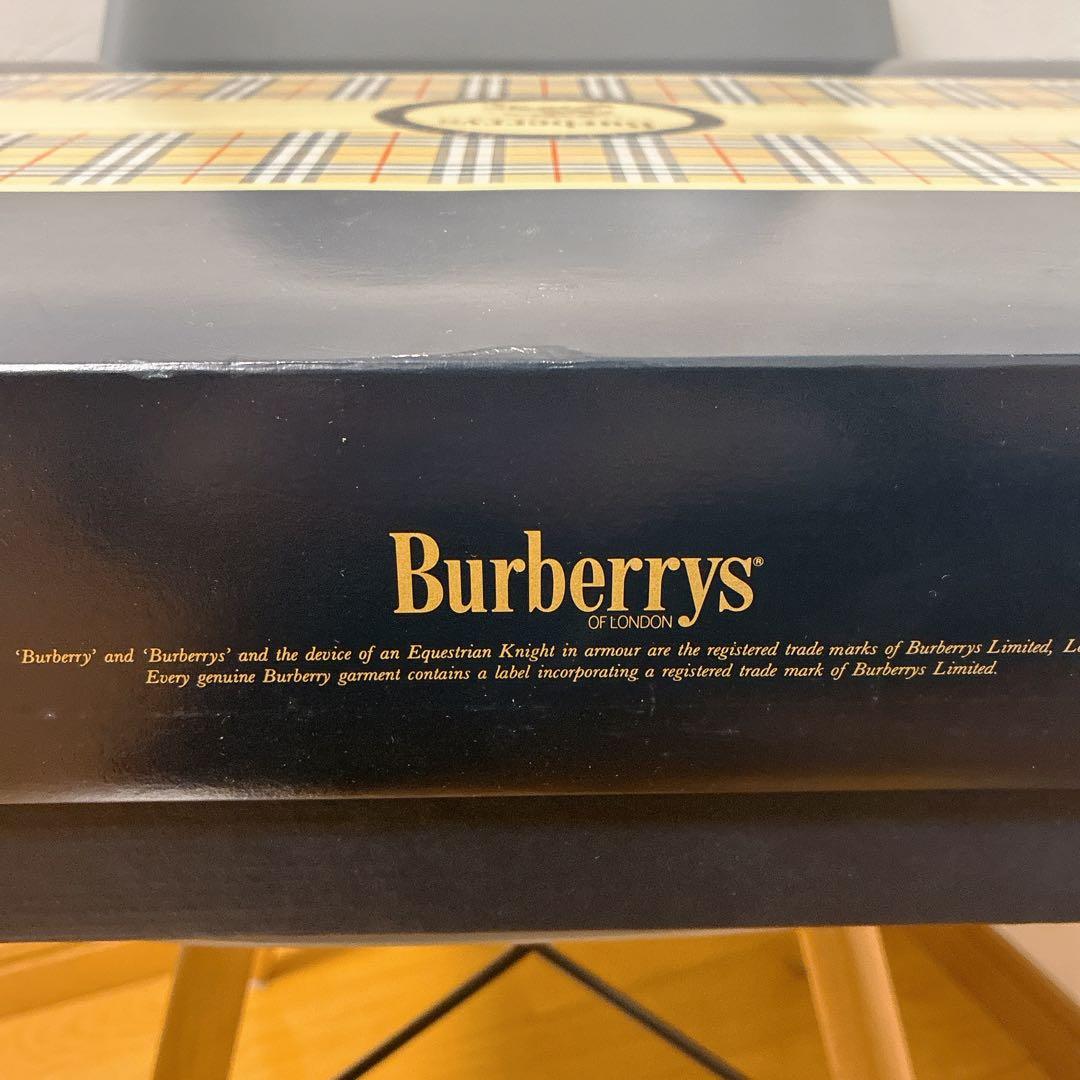 Burberrys
Burberrys®
OF LONDON
'Burberry' and 'Burberrys' and the device of an Equestrian Knight in armour are the registered trade marks of Burberrys Limited,
Every genuine Burberry garment contains a label incorporating a registered trade mark of Burberrys Limited.